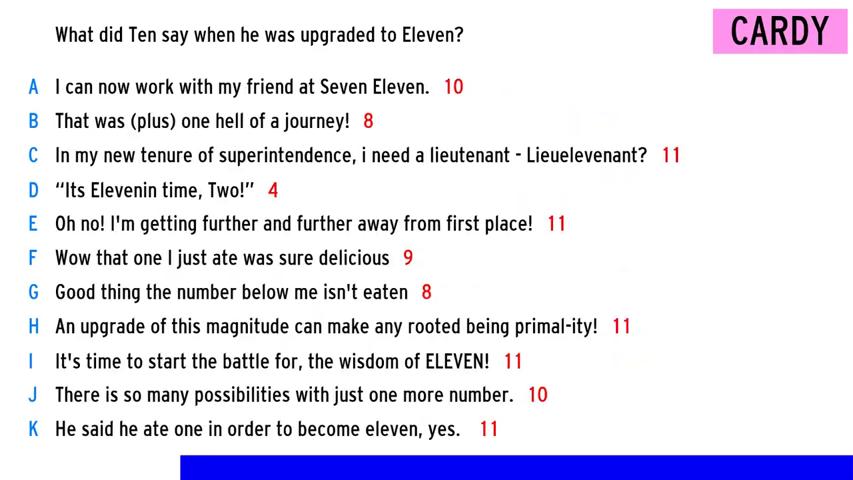 What did Ten say when he was upgraded to Eleven?
CARDY
A I can now work with my friend at Seven Eleven. 10
B That was (plus) one hell of a journey! 8
C In my new tenure of superintendence, i need a lieutenant - Lieuelevenant? 11
D “Its Elevenin time, Two!” 4
E Oh no! I'm getting further and further away from first place! 11
F Wow that one I just ate was sure delicious 9
G Good thing the number below me isn't eaten 8
H An upgrade of this magnitude can make any rooted being primal-ity! 11
I It's time to start the battle for, the wisdom of ELEVEN! 11
J There is so many possibilities with just one more number. 10
K He said he ate one in order to become eleven, yes. 11